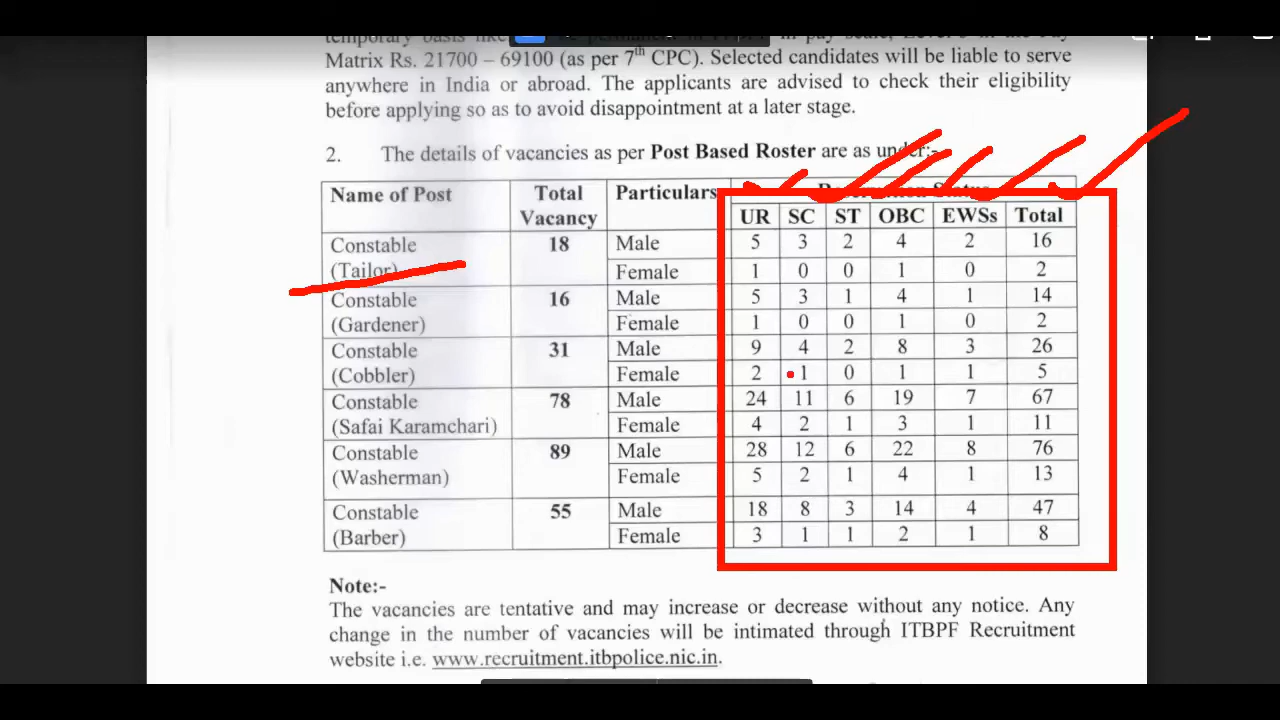 Matrix Rs. 21700 – 69100 (as per 7th CPC). Selected candidates will be liable to serve
anywhere in India or abroad. The applicants are advised to check their eligibility
before applying so as to avoid disappointment at a later stage.
2. The details of vacancies as per Post Based Roster are as under:-
Name of Post Total Vacancy Particulars
UR SC ST OBC EWSs Total
Constable (Tailor) 18 Male 5 3 2 4 2 16
Female 1 0 0 1 0 2
Constable (Gardener) 16 Male 5 3 1 4 1 14
Female 1 0 0 1 0 2
Constable (Cobbler) 31 Male 9 4 2 8 3 26
Female 2 1 0 1 1 5
Constable (Safai Karamchari) 78 Male 24 11 6 19 7 67
Female 4 2 1 3 1 11
Constable (Washerman) 89 Male 28 12 6 22 8 76
Female 5 2 1 4 1 13
Constable (Barber) 55 Male 18 8 3 14 4 47
Female 3 1 1 2 1 8
Note:-
The vacancies are tentative and may increase or decrease without any notice. Any
change in the number of vacancies will be intimated through ITBPF Recruitment
website i.e. www.recruitment.itbpolice.nic.in.